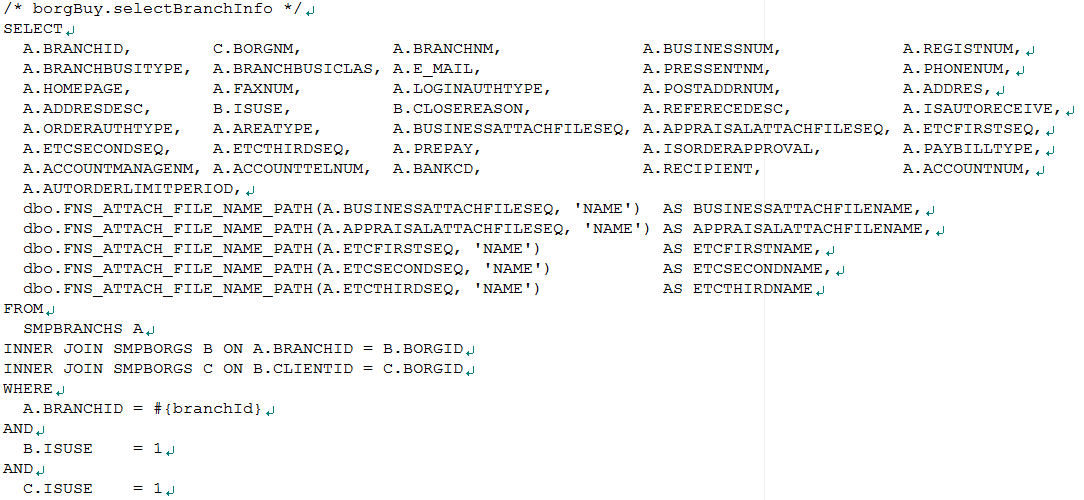 /* borgBuy.selectBranchInfo */
SELECT
  A.BRANCHID,        C.BORGNM,         A.BRANCHNM,              A.BUSINESSNUM,            A.REGISTNUM,
  A.BRANCHBUSITYPE,  A.BRANCHBUSICLAS, A.E_MAIL,                A.PRESSENTNM,             A.PHONENUM,
  A.HOMEPAGE,        A.FAXNUM,         A.LOGINAUTHTYPE,         A.POSTADDRNUM,            A.ADDRES,
  A.ADDRESDESC,      B.ISUSE,          B.CLOSEREASON,           A.REFERECEDESC,           A.ISAUTORECEIVE,
  A.ORDERAUTHTYPE,   A.AREATYPE,       A.BUSINESSATTACHFILESEQ, A.APPRAISALATTACHFILESEQ, A.ETCFIRSTSEQ,
  A.ETCSECONDSEQ,    A.ETCTHIRDSEQ,    A.PREPAY,                A.ISORDERAPPROVAL,        A.PAYBILLTYPE,
  A.ACCOUNTMANAGENM, A.ACCOUNTTELNUM,  A.BANKCD,                A.RECIPIENT,              A.ACCOUNTNUM,
  A.AUTORDERLIMITPERIOD,
  dbo.FNS_ATTACH_FILE_NAME_PATH(A.BUSINESSATTACHFILESEQ, 'NAME')  AS BUSINESSATTACHFILENAME,
  dbo.FNS_ATTACH_FILE_NAME_PATH(A.APPRAISALATTACHFILESEQ, 'NAME') AS APPRAISALATTACHFILENAME,
  dbo.FNS_ATTACH_FILE_NAME_PATH(A.ETCFIRSTSEQ, 'NAME')            AS ETCFIRSTNAME,
  dbo.FNS_ATTACH_FILE_NAME_PATH(A.ETCSECONDSEQ, 'NAME')           AS ETCSECONDNAME,
  dbo.FNS_ATTACH_FILE_NAME_PATH(A.ETCTHIRDSEQ, 'NAME')            AS ETCTHIRDNAME
FROM
  SMPBRANCHS A
INNER JOIN SMPBORGS B ON A.BRANCHID = B.BORGID
INNER JOIN SMPBORGS C ON B.CLIENTID = C.BORGID
WHERE
  A.BRANCHID = #{branchId}
AND
  B.ISUSE    = 1
AND
  C.ISUSE    = 1